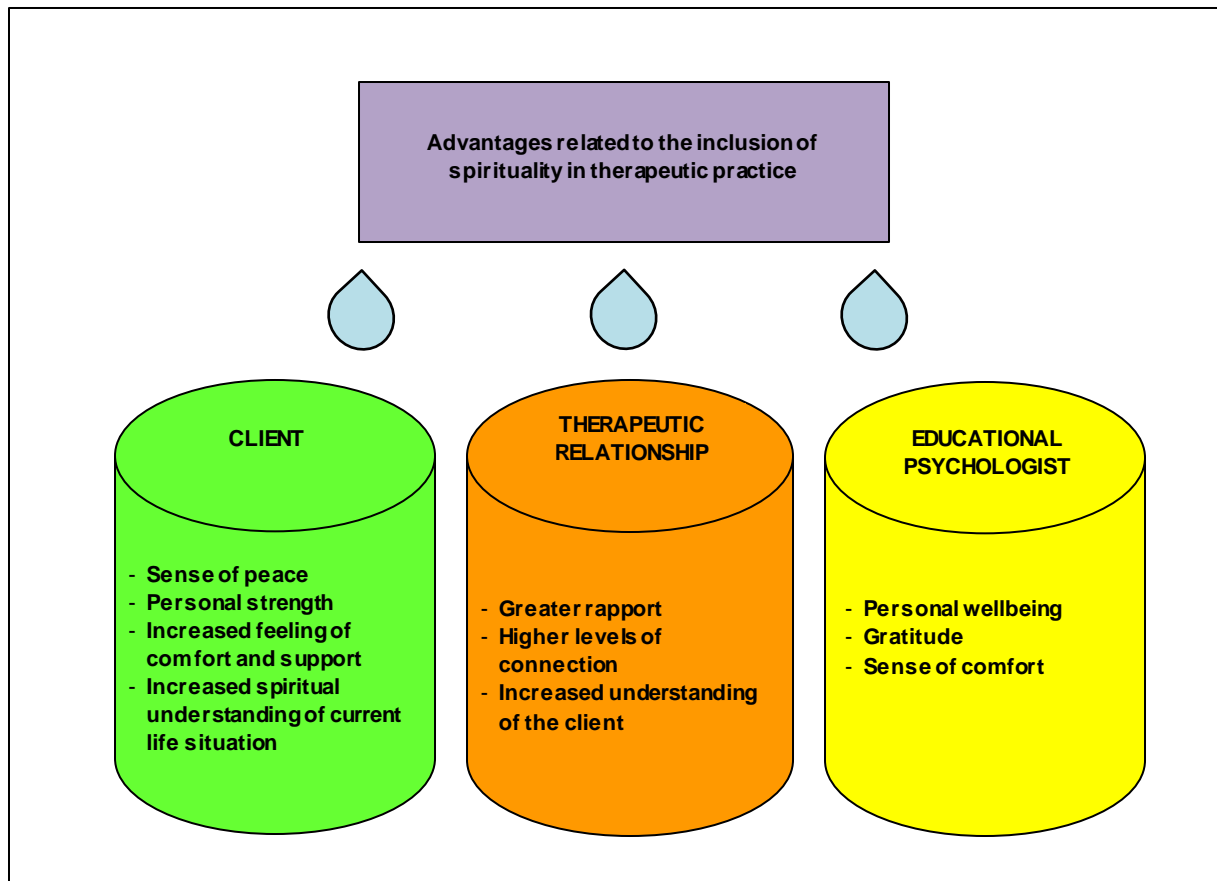 Advantages related to the inclusion of
spirituality in therapeutic practice
CLIENT
- Sense of peace
- Personal strength
- Increased feeling of
comfort and support
- Increased spiritual
understanding of current
life situation
THERAPEUTIC
RELATIONSHIP
- Greater rapport
- Higher levels of
connection
- Increased understanding
of the client
EDUCATIONAL
PSYCHOLOGIST
- Personal wellbeing
- Gratitude
- Sense of comfort